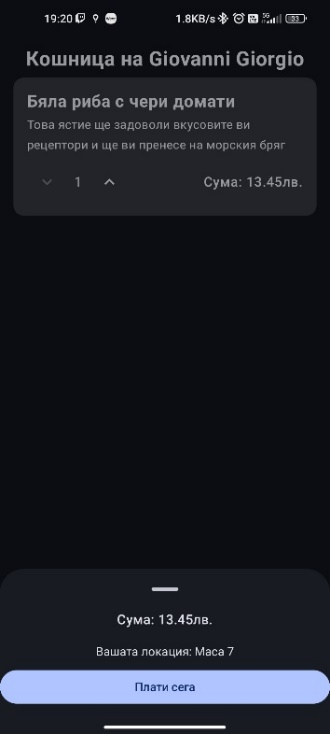 19:20 1.8KB/s
Кошница на Giovanni Giorgio
Бяла риба с чери домати
Това ястие ще задоволи вкусовите ви
рецептори и ще ви пренесе на морския бряг
1 Сума: 13.45лв.
Сума: 13.45лв.
Вашата локация: Маса 7
Плати сега